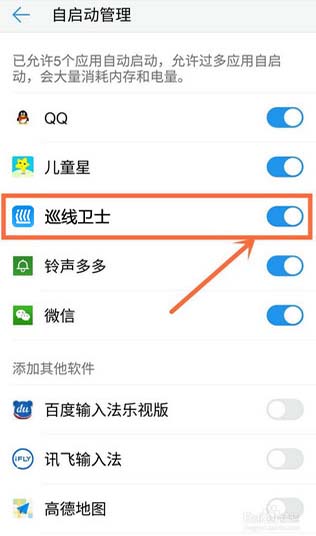 自启动管理
已允许5个应用自动启动，允许过多应用自启
动，会大量消耗内存和电量。
QQ
儿童星
巡线卫士
铃声多多
微信
添加其他软件
du
百度输入法乐视版
iFLY
讯飞输入法
高德地图